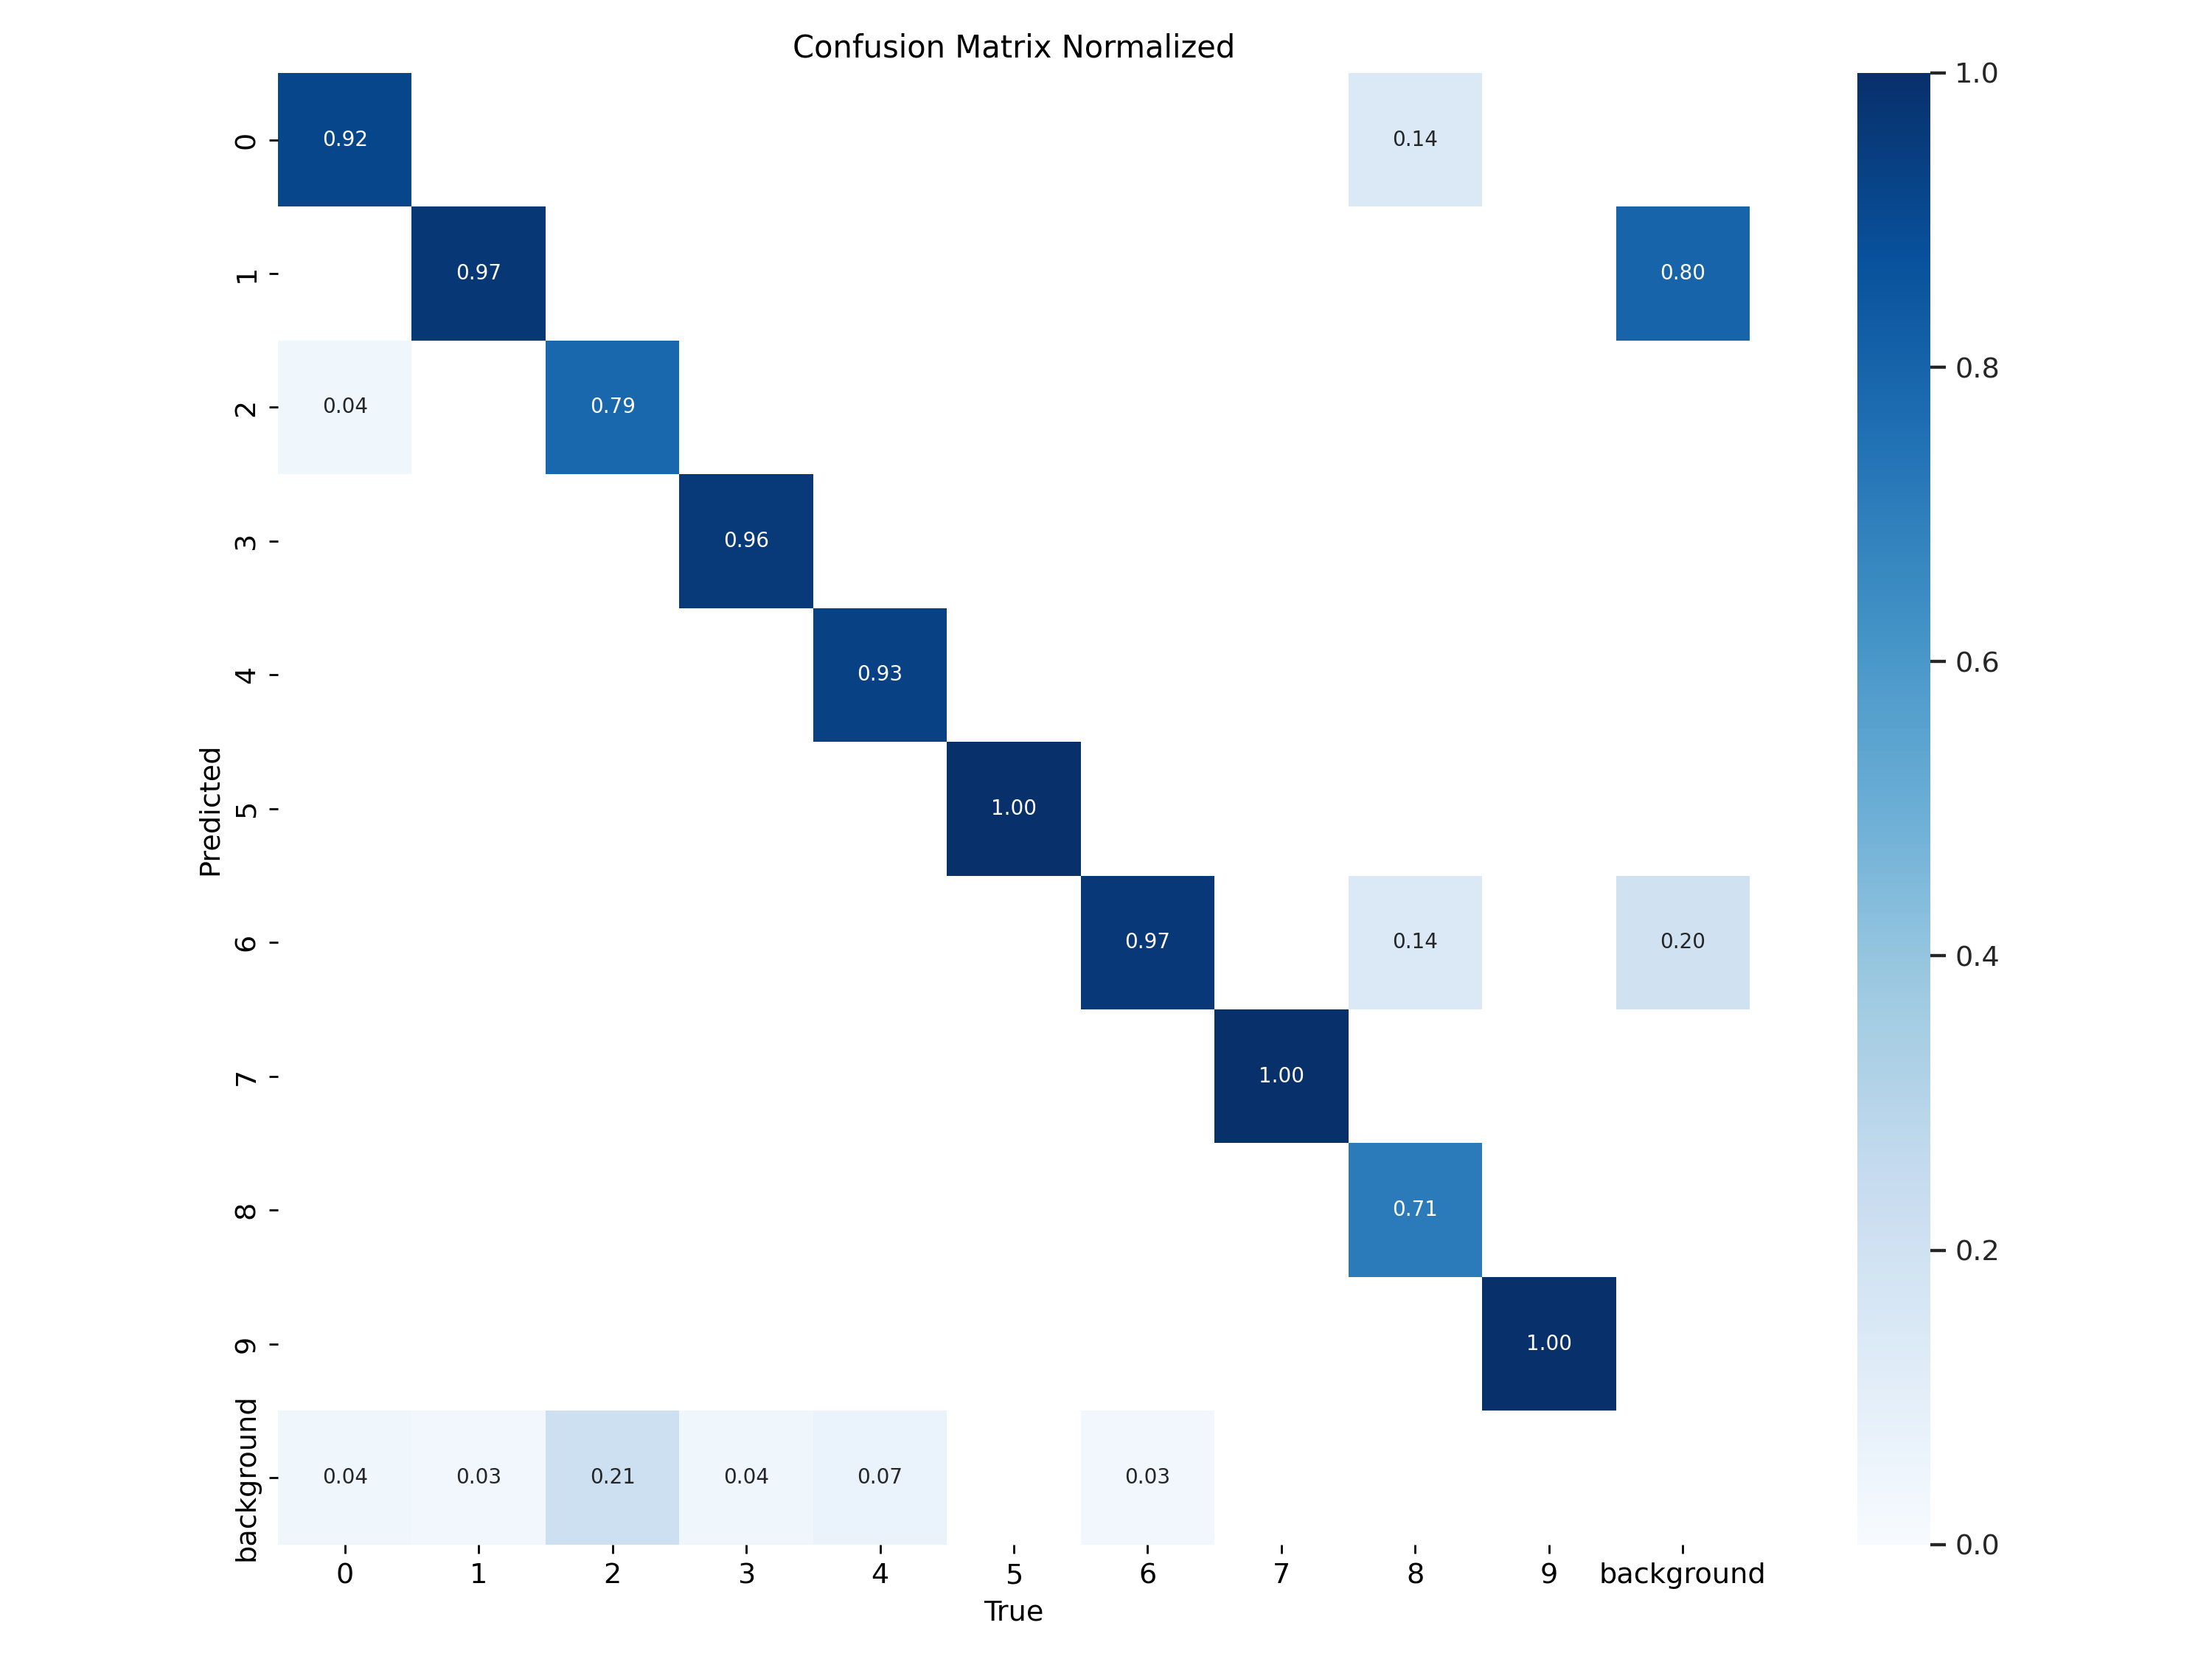 Confusion Matrix Normalized
0 0.92 0.14
1 0.97 0.80
2 0.04 0.79
3 0.96
4 0.93
5 1.00
6 0.97 0.14 0.20
7 1.00
8 0.71
9 1.00
background 0.04 0.03 0.21 0.04 0.07 0.03
0 1 2 3 4 5 6 7 8 9 background
True
Predicted
1.0
0.8
0.6
0.4
0.2
0.0